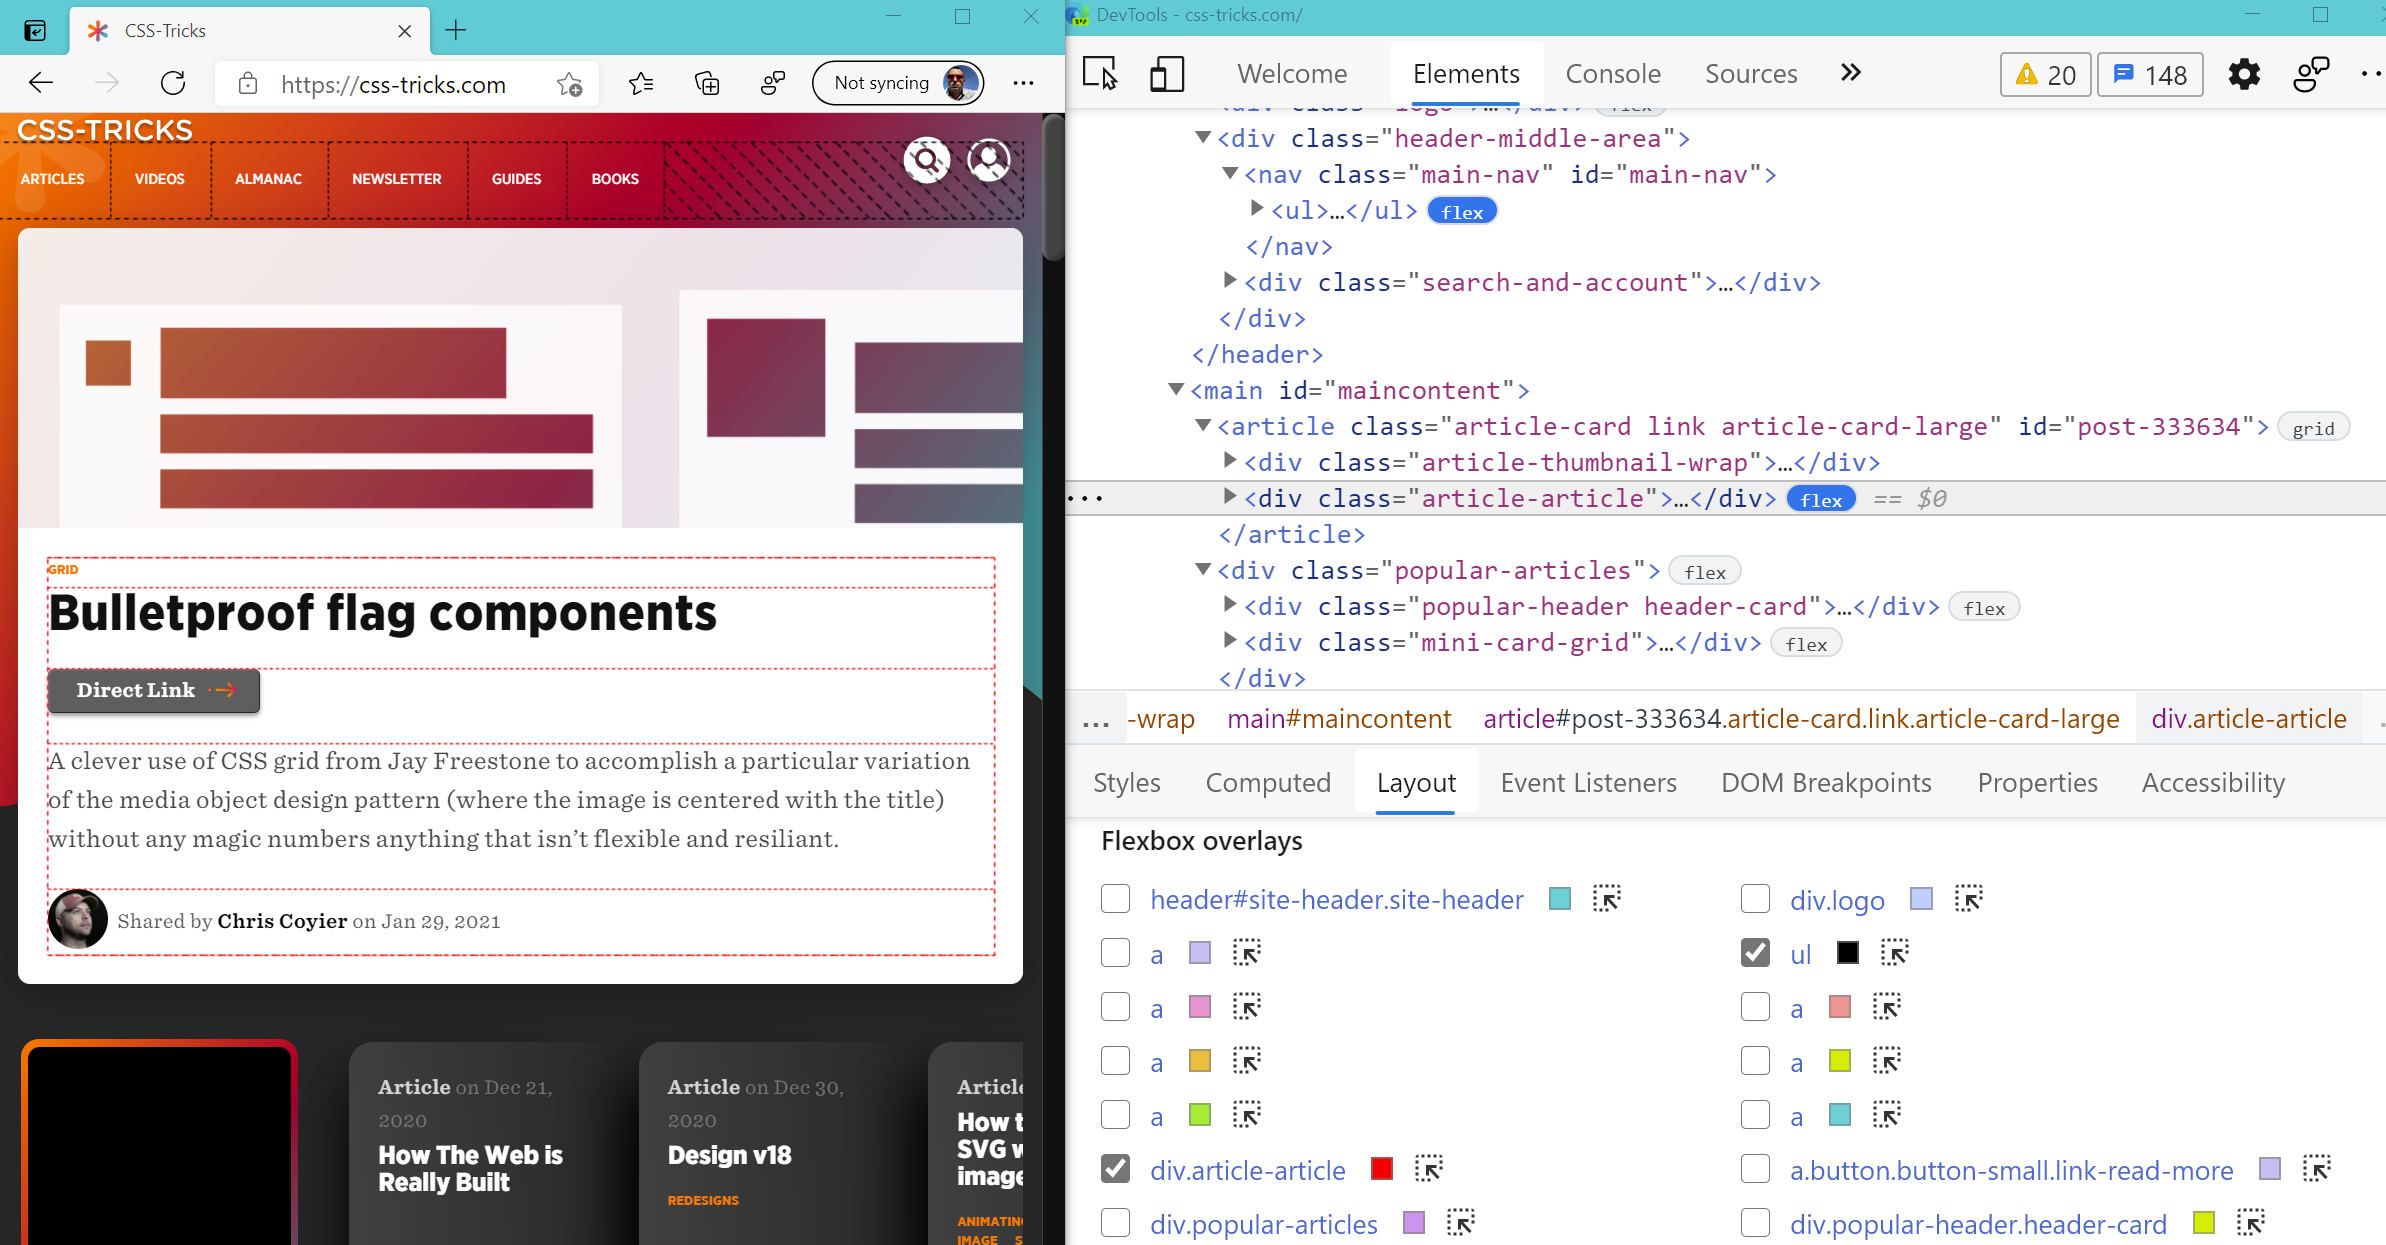 CSS-Tricks
https://css-tricks.com
Not syncing
CSS-TRICKS
ARTICLES
VIDEOS
ALMANAC
NEWSLETTER
GUIDES
BOOKS
GRID
Bulletproof flag components
Direct Link
A clever use of CSS grid from Jay Freestone to accomplish a particular variation
of the media object design pattern (where the image is centered with the title)
without any magic numbers anything that isn’t flexible and resiliant.
Shared by Chris Coyier on Jan 29, 2021
Article on Dec 21,
2020
How The Web is
Really Built
Article on Dec 30,
2020
Design v18
REDESIGNS
Article
How t
SVG w
image
ANIMATING
IMAGE S
DevTools - css-tricks.com/
Welcome
Elements
Console
Sources
20
148
<div class="logo">…</div> flex
<div class="header-middle-area">
<nav class="main-nav" id="main-nav">
<ul>…</ul> flex
</nav>
<div class="search-and-account">…</div>
</div>
</header>
<main id="maincontent">
<article class="article-card link article-card-large" id="post-333634"> grid
<div class="article-thumbnail-wrap">…</div>
<div class="article-article">…</div> flex == $0
</article>
<div class="popular-articles"> flex
<div class="popular-header header-card">…</div> flex
<div class="mini-card-grid">…</div> flex
</div>
... -wrap main#maincontent article#post-333634.article-card.link.article-card-large div.article-article
Styles
Computed
Layout
Event Listeners
DOM Breakpoints
Properties
Accessibility
Flexbox overlays
header#site-header.site-header
div.logo
a
ul
a
a
a
a
a
a
div.article-article
a.button.button-small.link-read-more
div.popular-articles
div.popular-header.header-card